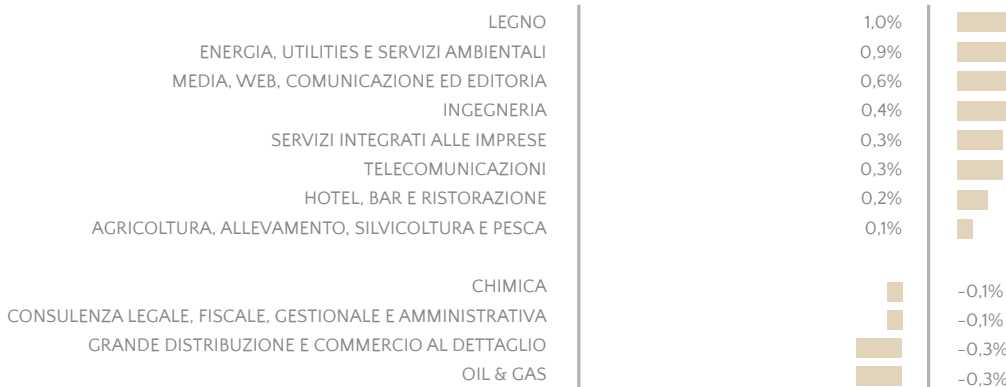 LEGNO 1,0%
ENERGIA, UTILITIES E SERVIZI AMBIENTALI 0,9%
MEDIA, WEB, COMUNICAZIONE ED EDITORIA 0,6%
INGEGNERIA 0,4%
SERVIZI INTEGRATI ALLE IMPRESE 0,3%
TELECOMUNICAZIONI 0,3%
HOTEL, BAR E RISTORAZIONE 0,2%
AGRICOLTURA, ALLEVAMENTO, SILVICOLTURA E PESCA 0,1%
CHIMICA -0,1%
CONSULENZA LEGALE, FISCALE, GESTIONALE E AMMINISTRATIVA -0,1%
GRANDE DISTRIBUZIONE E COMMERCIO AL DETTAGLIO -0,3%
OIL & GAS -0,3%